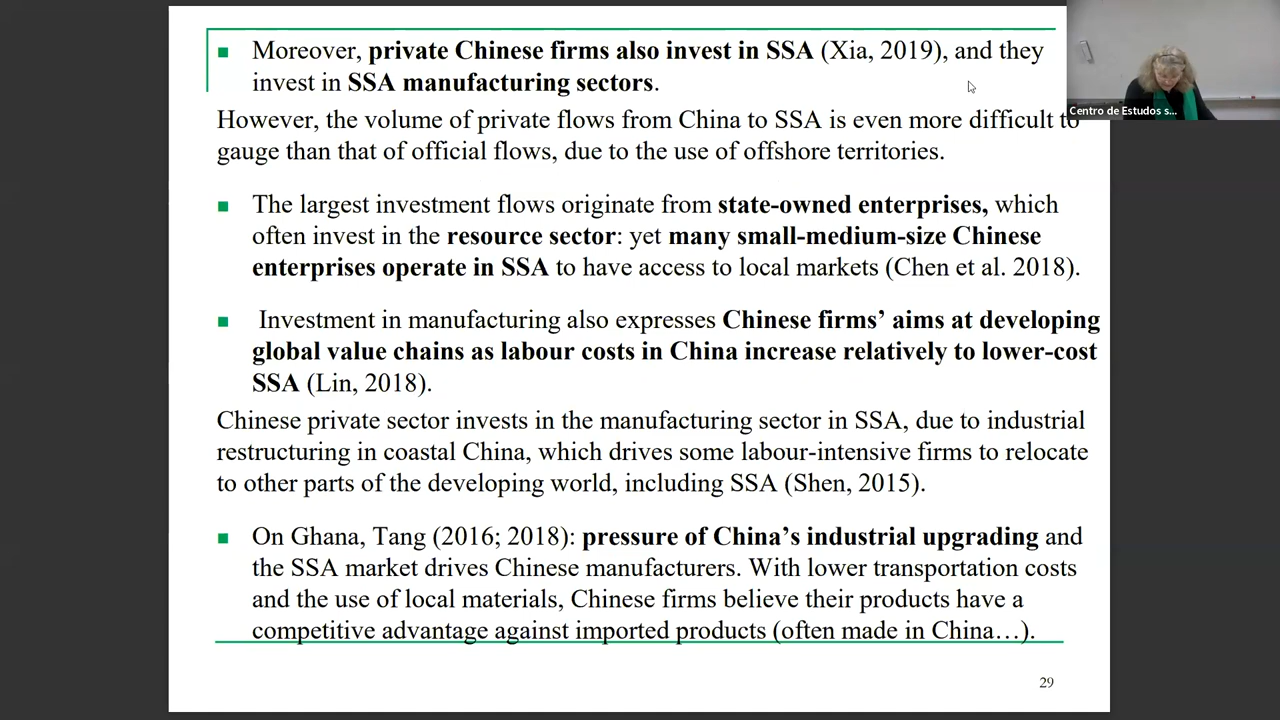 Moreover, private Chinese firms also invest in SSA (Xia, 2019), and they
invest in SSA manufacturing sectors.
However, the volume of private flows from China to SSA is even more difficult to
gauge than that of official flows, due to the use of offshore territories.
The largest investment flows originate from state-owned enterprises, which
often invest in the resource sector: yet many small-medium-size Chinese
enterprises operate in SSA to have access to local markets (Chen et al. 2018).
Investment in manufacturing also expresses Chinese firms’ aims at developing
global value chains as labour costs in China increase relatively to lower-cost
SSA (Lin, 2018).
Chinese private sector invests in the manufacturing sector in SSA, due to industrial
restructuring in coastal China, which drives some labour-intensive firms to relocate
to other parts of the developing world, including SSA (Shen, 2015).
On Ghana, Tang (2016; 2018): pressure of China’s industrial upgrading and
the SSA market drives Chinese manufacturers. With lower transportation costs
and the use of local materials, Chinese firms believe their products have a
competitive advantage against imported products (often made in China…).
29
Centro de Estudos s...